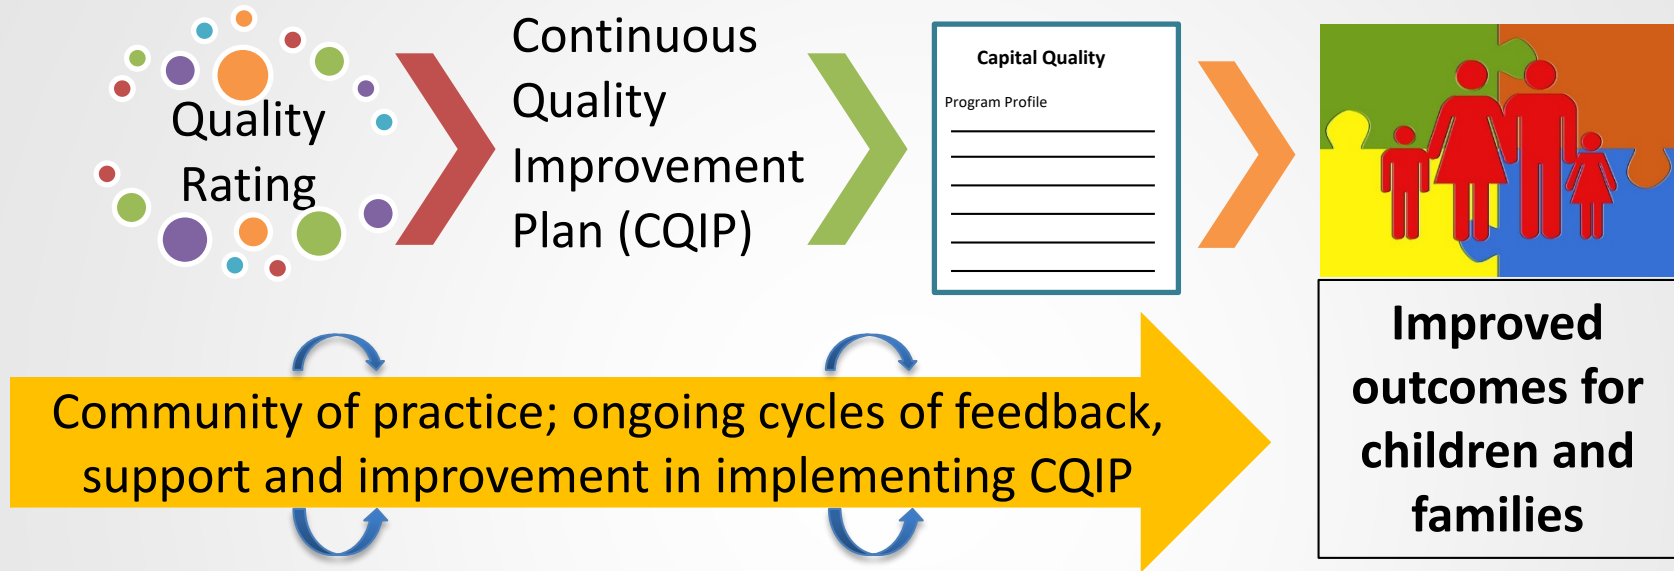 Quality
Rating
Continuous
Quality
Improvement
Plan (CQIP)
Capital Quality
Program Profile
Community of practice; ongoing cycles of feedback,
support and improvement in implementing CQIP
Improved
outcomes for
children and
families